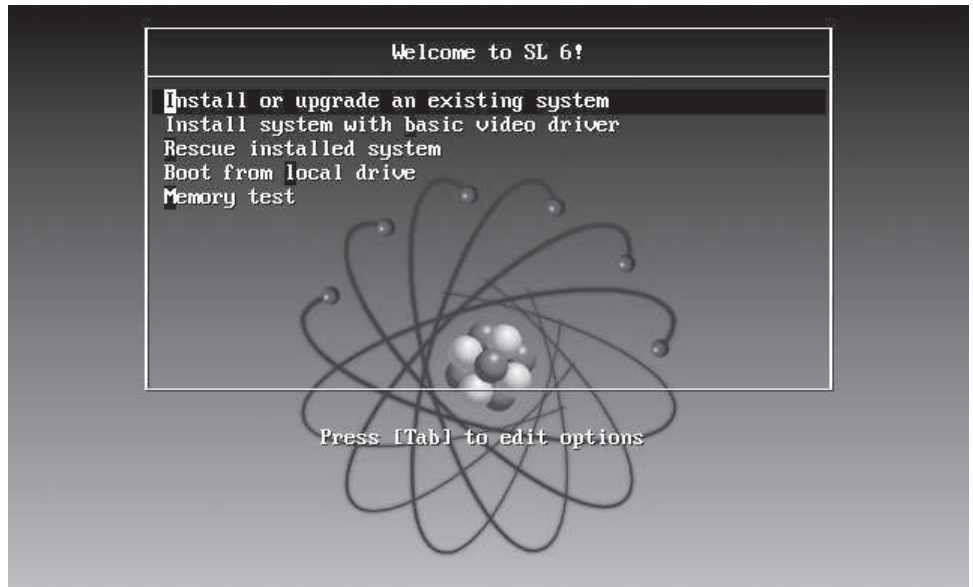 Welcome to SL 6!
Install or upgrade an existing system
Install system with basic video driver
Rescue installed system
Boot from local drive
Memory test
Press [Tab] to edit options